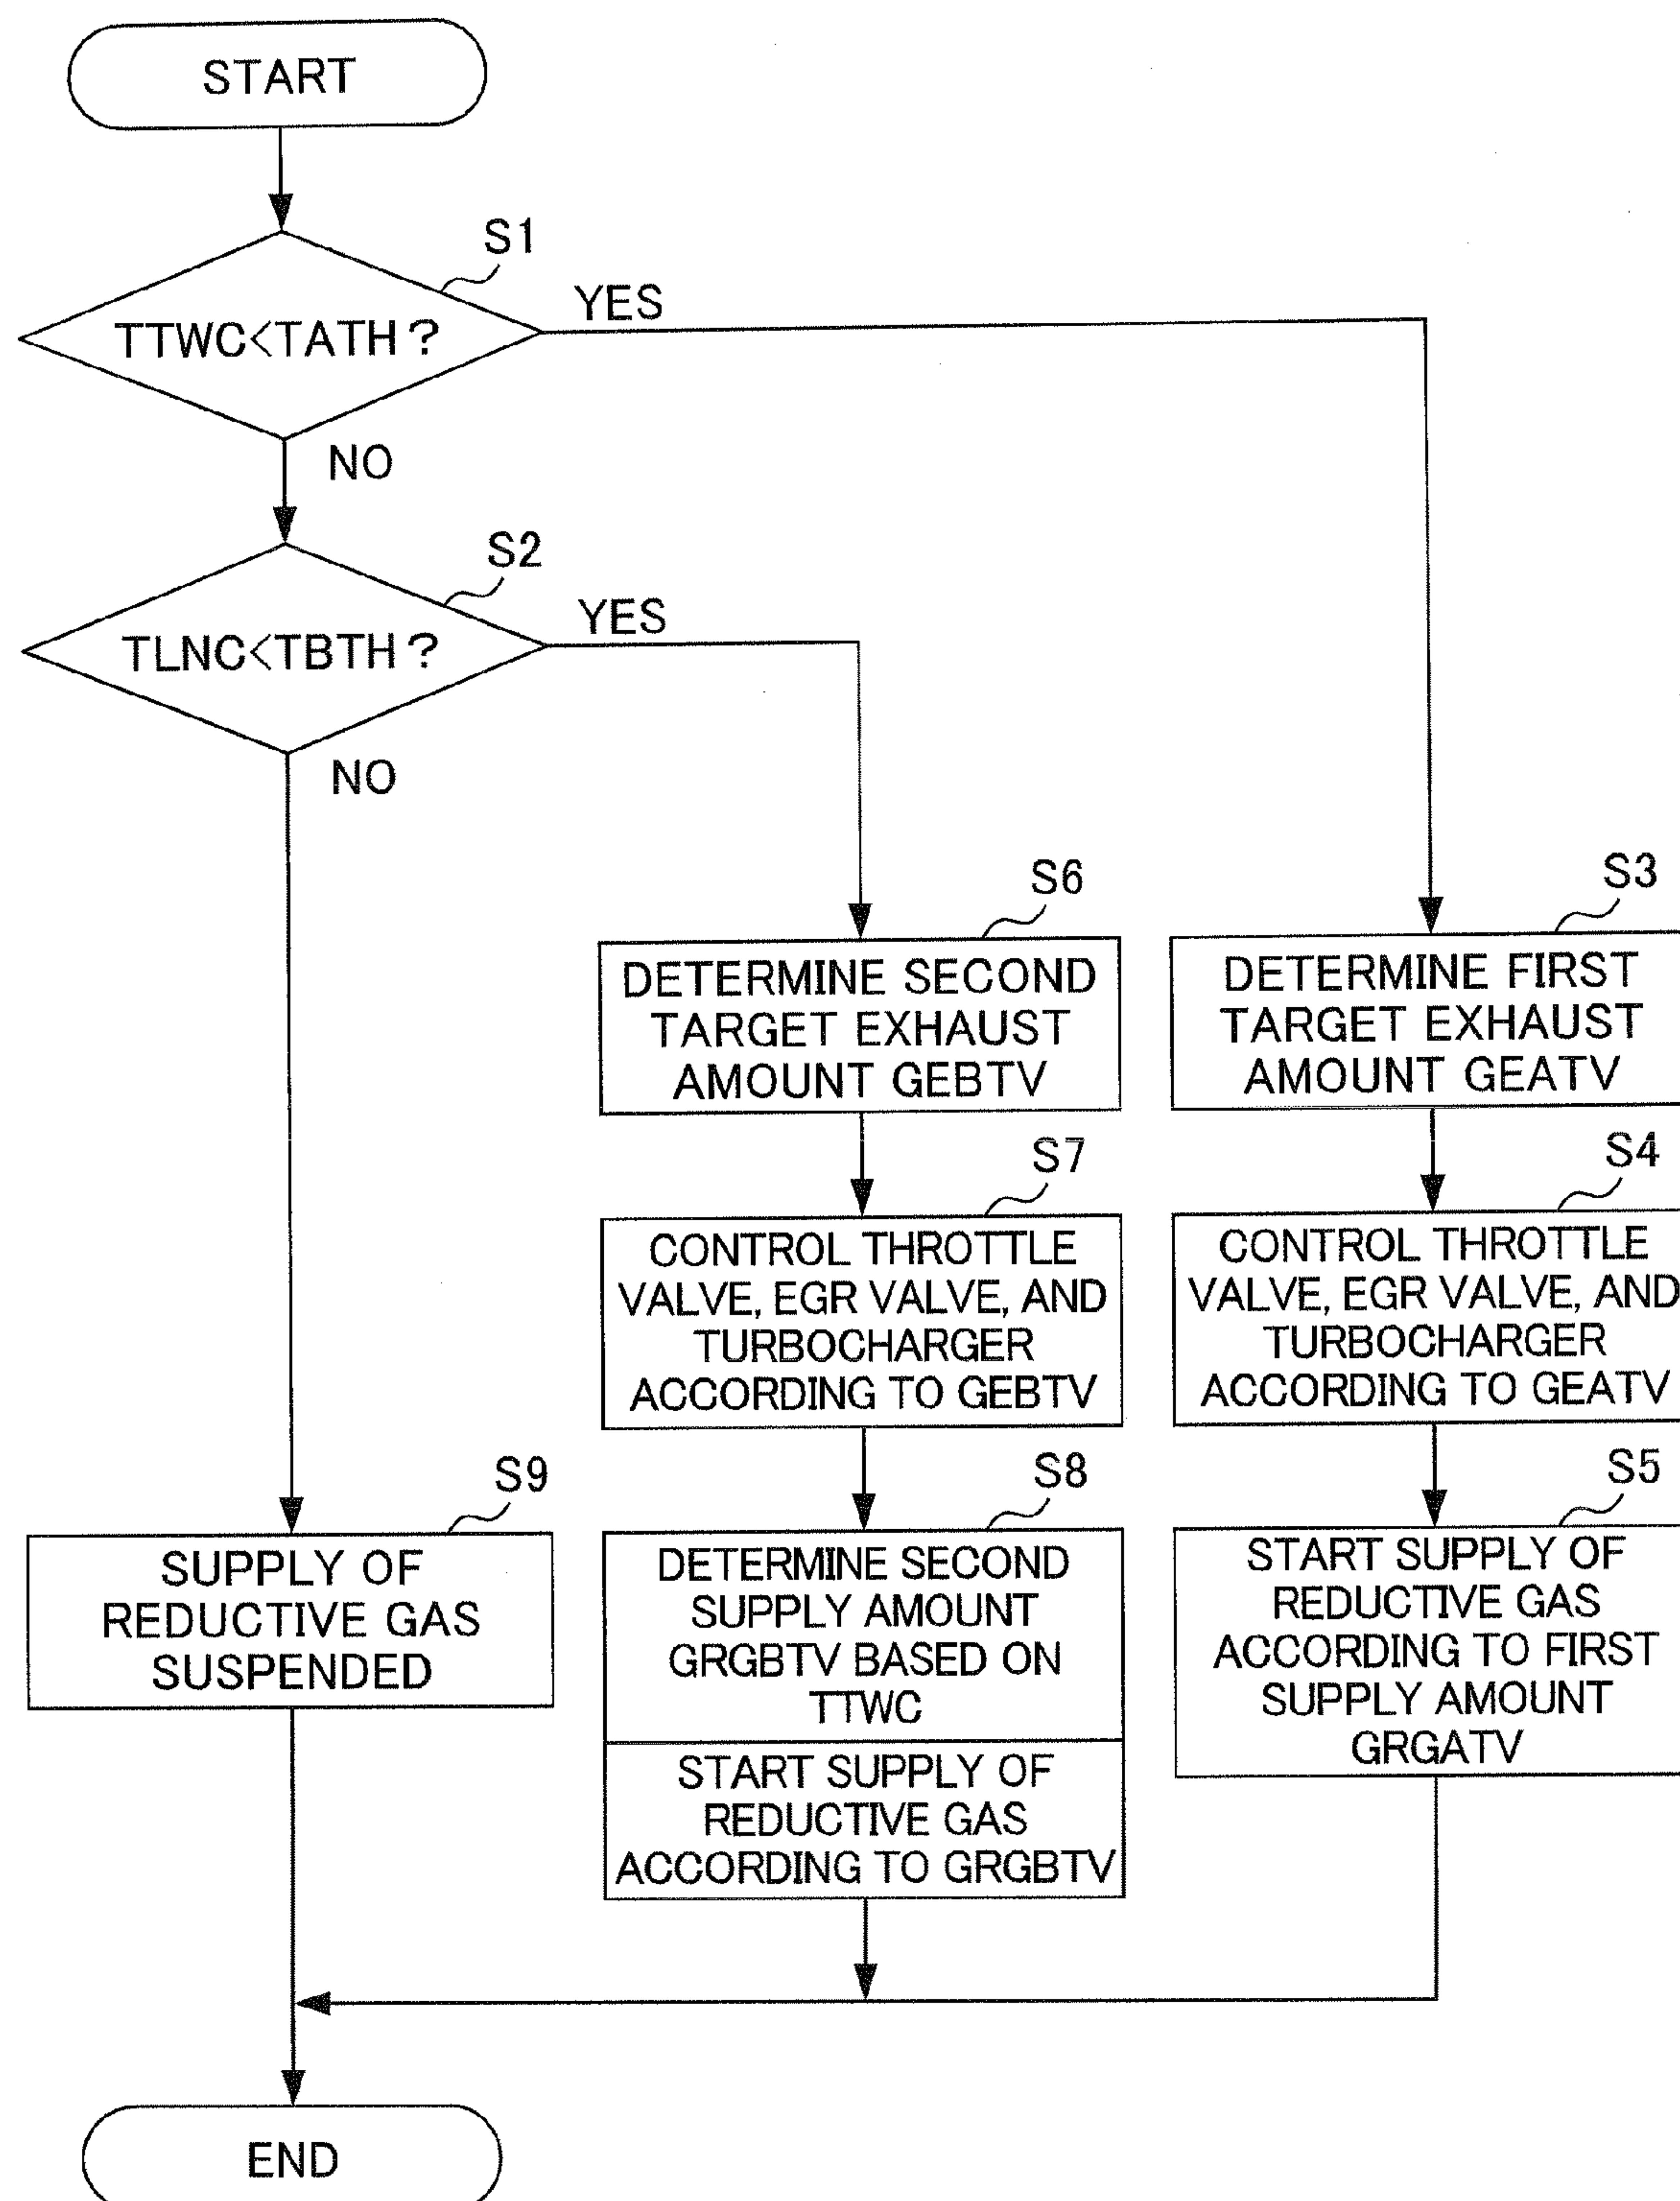 START
S1
TTWC<TATH?
YES
NO
S2
TLNC<TBTH?
YES
NO
S3
DETERMINE FIRST
TARGET EXHAUST
AMOUNT GEATV
S4
CONTROL THROTTLE
VALVE, EGR VALVE, AND
TURBOCHARGER
ACCORDING TO GEATV
S5
START SUPPLY OF
REDUCTIVE GAS
ACCORDING TO FIRST
SUPPLY AMOUNT
GRGATV
S6
DETERMINE SECOND
TARGET EXHAUST
AMOUNT GEBTV
S7
CONTROL THROTTLE
VALVE, EGR VALVE, AND
TURBOCHARGER
ACCORDING TO GEBTV
S8
DETERMINE SECOND
SUPPLY AMOUNT
GRGBTV BASED ON
TTWC
START SUPPLY OF
REDUCTIVE GAS
ACCORDING TO GRGBTV
S9
SUPPLY OF
REDUCTIVE GAS
SUSPENDED
END